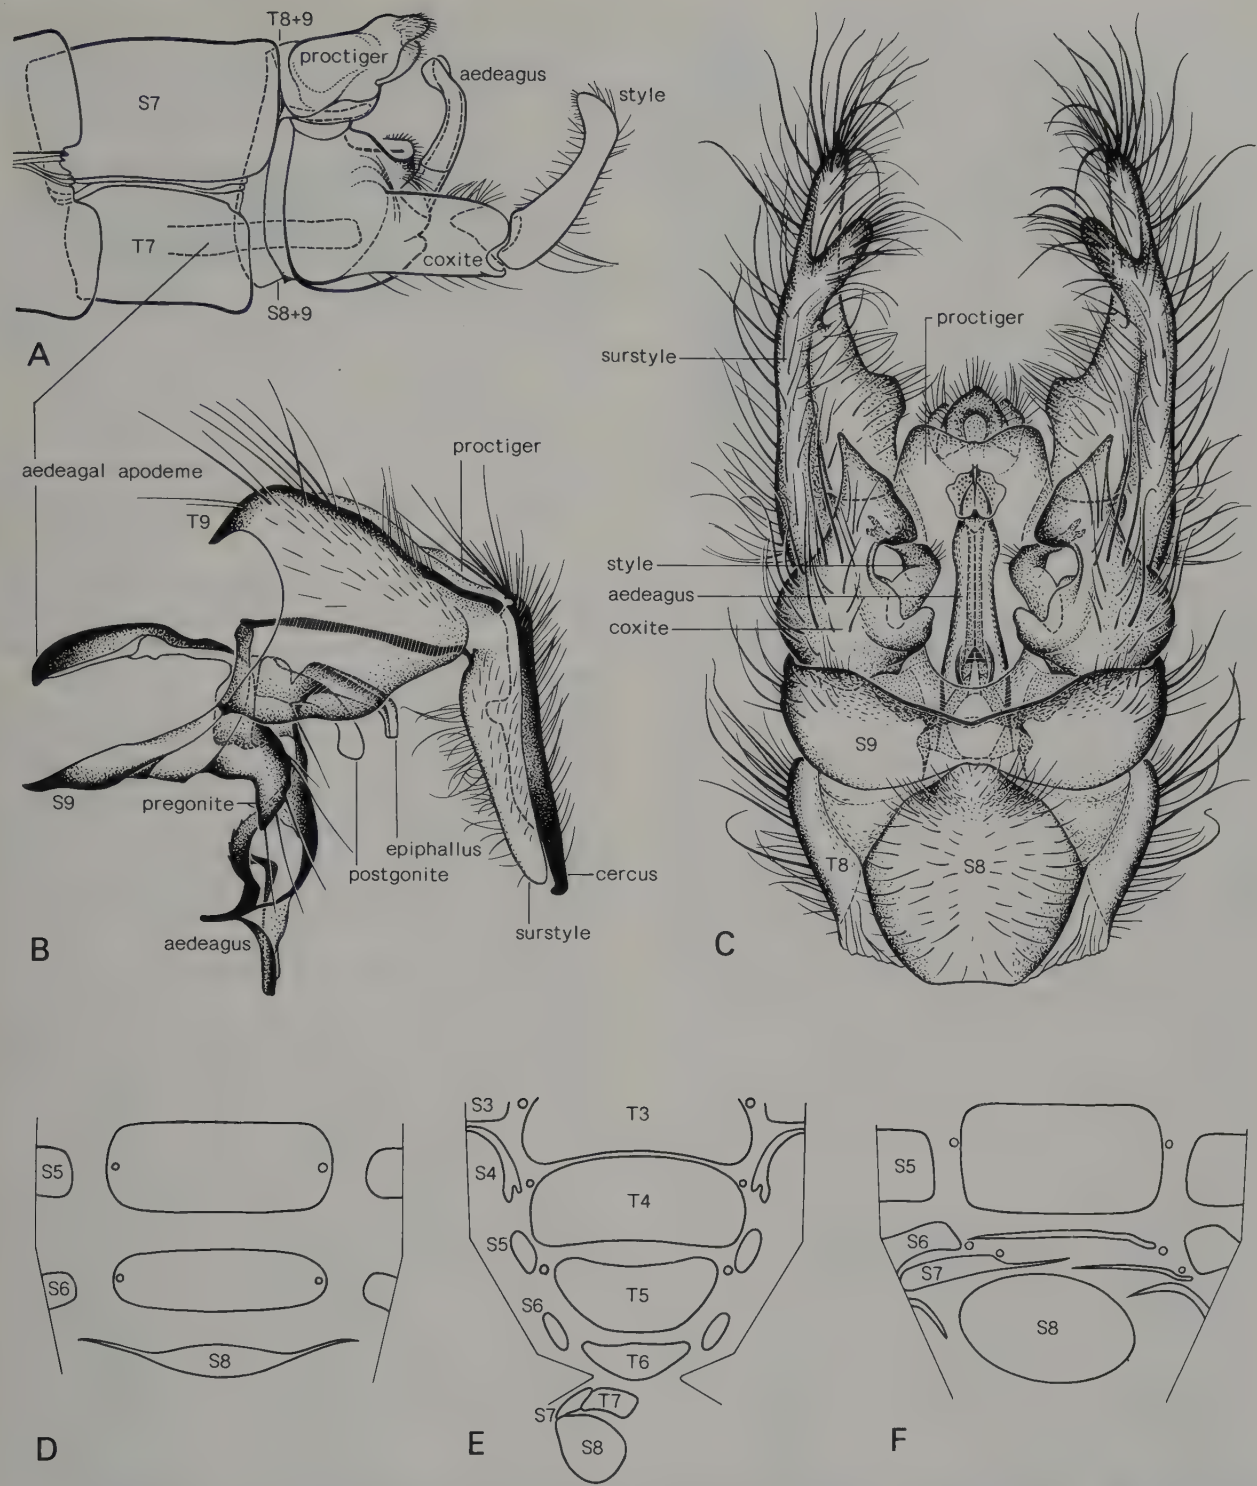 T8+9
proctiger
aedeagus
style
S7
T7
coxite
S8+9
A
aedeagal apodeme
proctiger
T9
S9
pregonite
epiphallus
postgonite
cercus
aedeagus
surstyle
B
proctiger
surstyle
style
aedeagus
coxite
S9
T8
S8
C
S5
S6
S8
D
S3
T3
S4
T4
S5
T5
S6
T6
S7
T7
S8
E
S5
S6
S7
S8
F